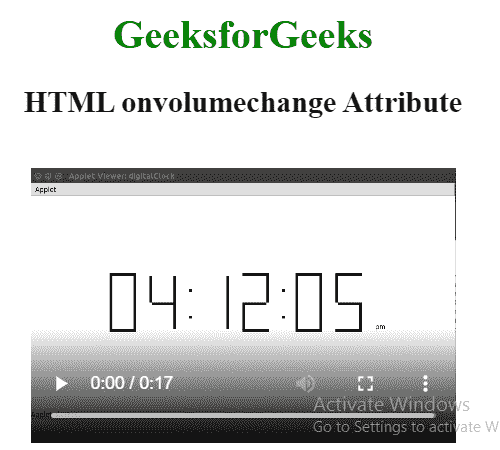 GeeksforGeeks
HTML onvolumechange Attribute
Applet Viewer: digitalClock
Applet
04:12:05 pm
0:00 / 0:17
Activate Windows
Go to Settings to activate W